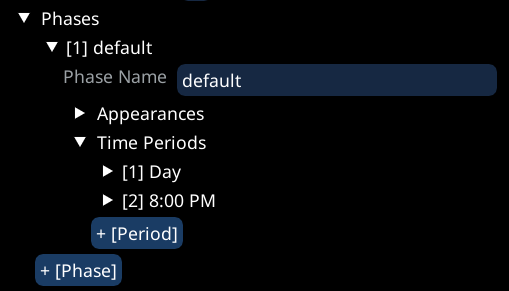 Phases
[1] default
Phase Name default
Appearances
Time Periods
[1] Day
[2] 8:00 PM
+ [Period]
+ [Phase]